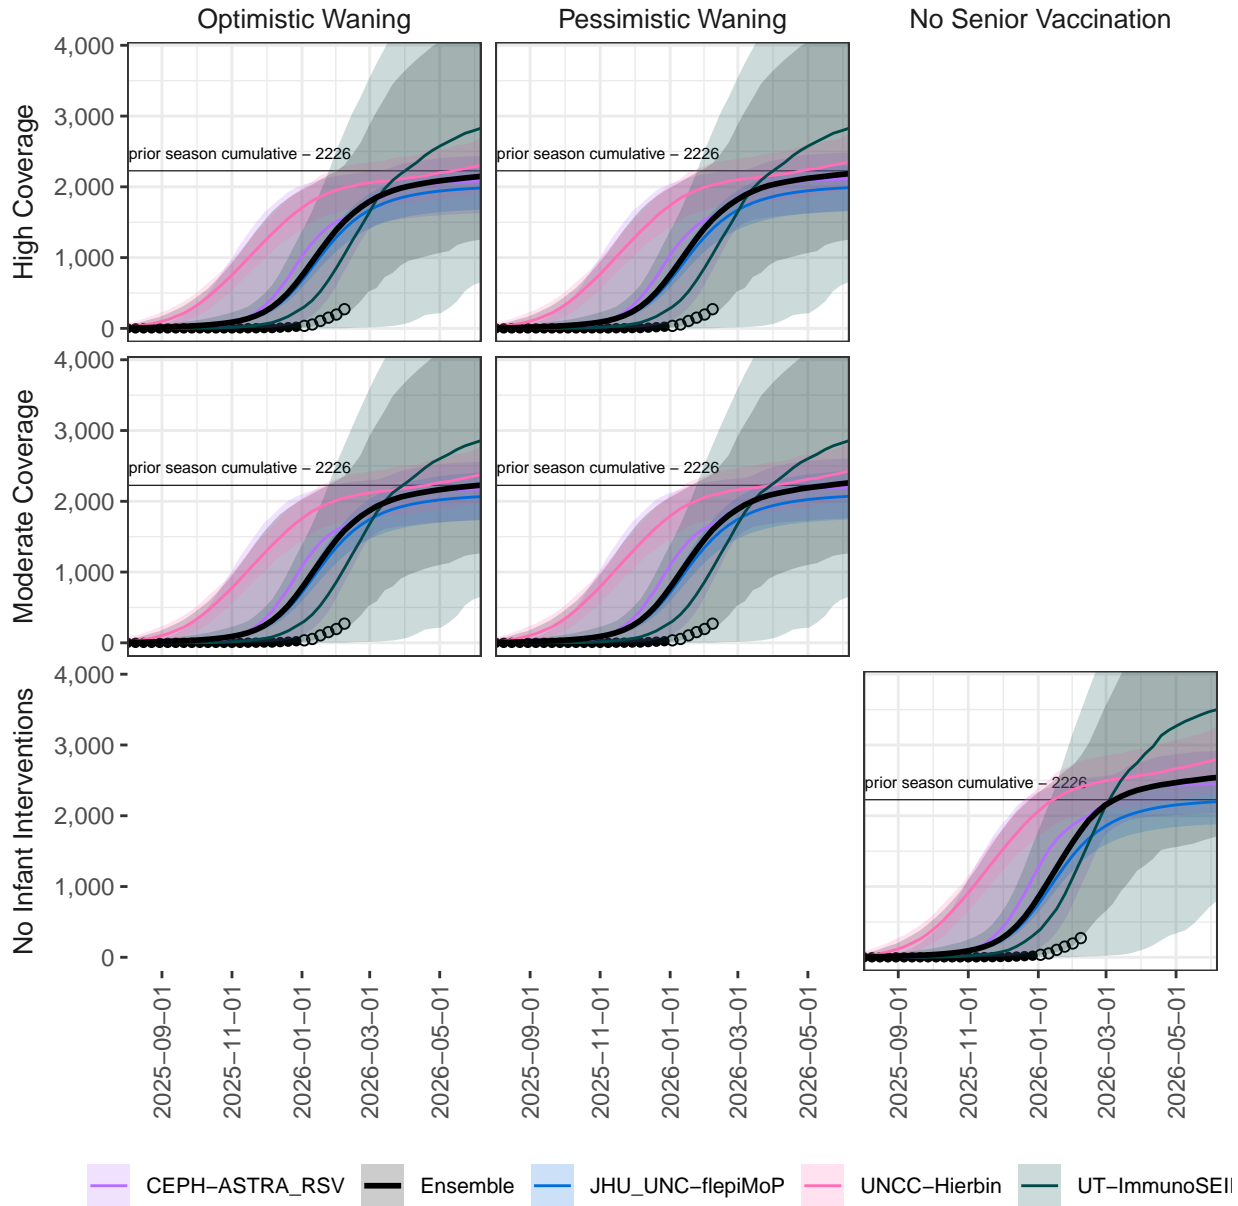 Optimistic Waning
Pessimistic Waning
No Senior Vaccination
High Coverage
4,000
3,000
2,000
1,000
0
prior season cumulative − 2226
prior season cumulative − 2226
Moderate Coverage
4,000
3,000
2,000
1,000
0
prior season cumulative − 2226
prior season cumulative − 2226
No Infant Interventions
4,000
3,000
2,000
1,000
0
prior season cumulative − 2226
2025−09−01
2025−11−01
2026−01−01
2026−03−01
2026−05−01
2025−09−01
2025−11−01
2026−01−01
2026−03−01
2026−05−01
2025−09−01
2025−11−01
2026−01−01
2026−03−01
2026−05−01
CEPH−ASTRA_RSV
Ensemble
JHU_UNC−flepiMoP
UNCC−Hierbin
UT−ImmunoSEI